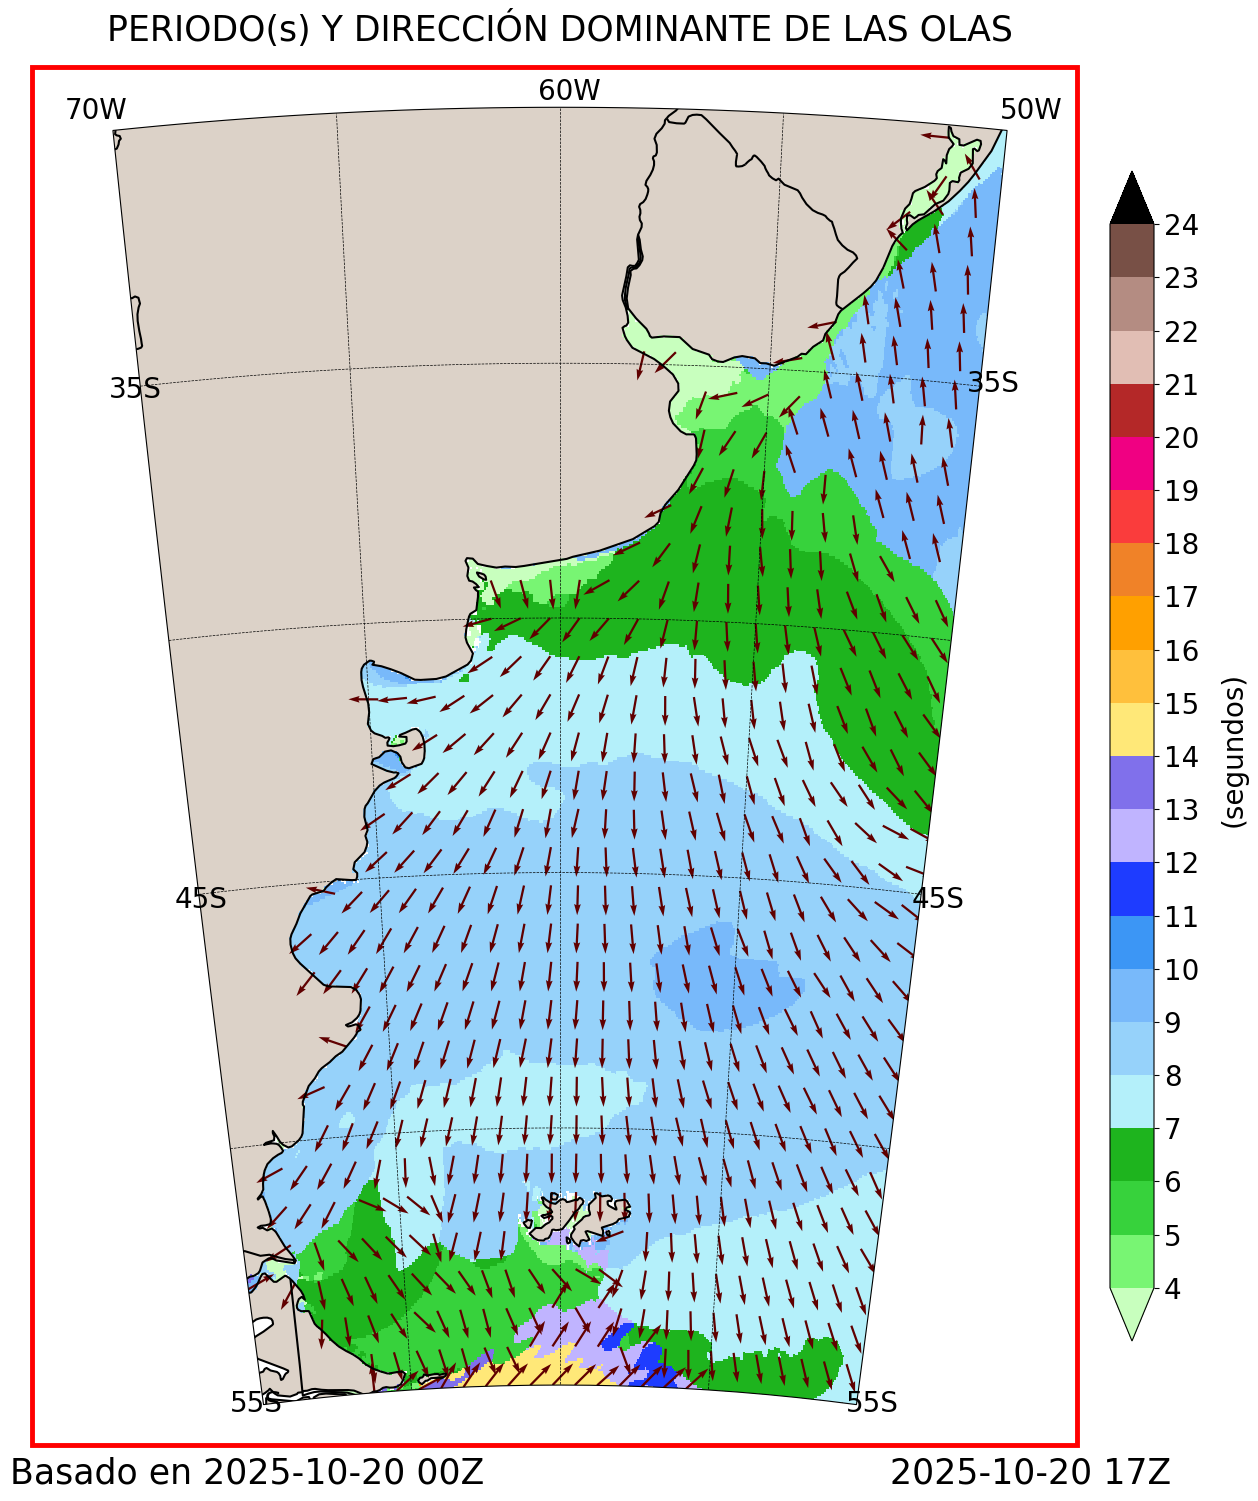 PERIODO(s) Y DIRECCIÓN DOMINANTE DE LAS OLAS
70W
60W
50W
35S
35S
45S
45S
55S
55S
24
23
22
21
20
19
18
17
16
15
14
13
12
11
10
9
8
7
6
5
4
(segundos)
Basado en 2025-10-20 00Z
2025-10-20 17Z